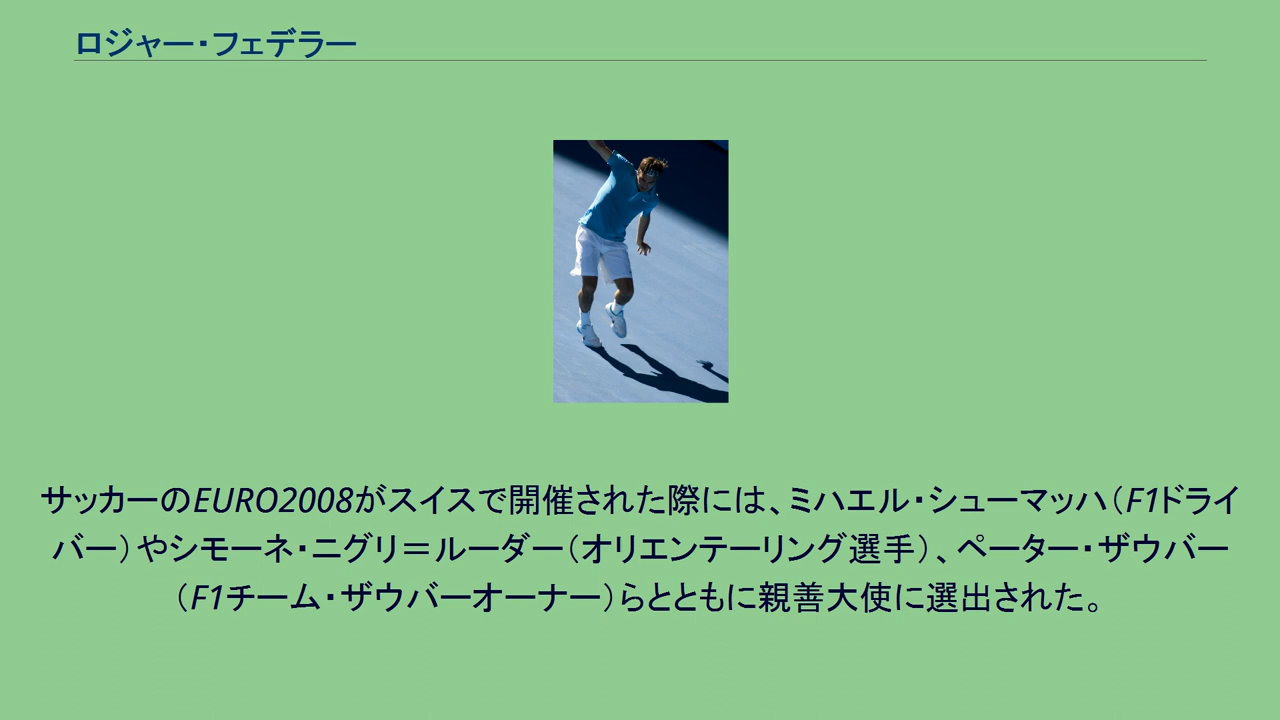 ロジャー・フェデラー
サッカーのEURO2008がスイスで開催された際には、ミハエル・シューマッハ（F1ドライ
バー）やシモーネ・ニグリ＝ルーダー（オリエンテーリング選手）、ペーター・ザウバー
（F1チーム・ザウバーオーナー）らとともに親善大使に選出された。